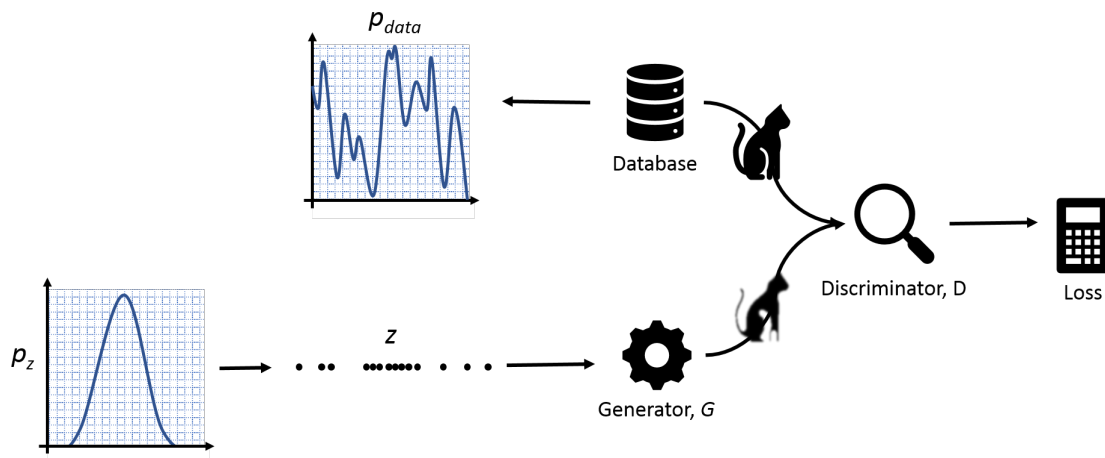 p_data
Database
Discriminator, D
Loss
p_z
z
Generator, G